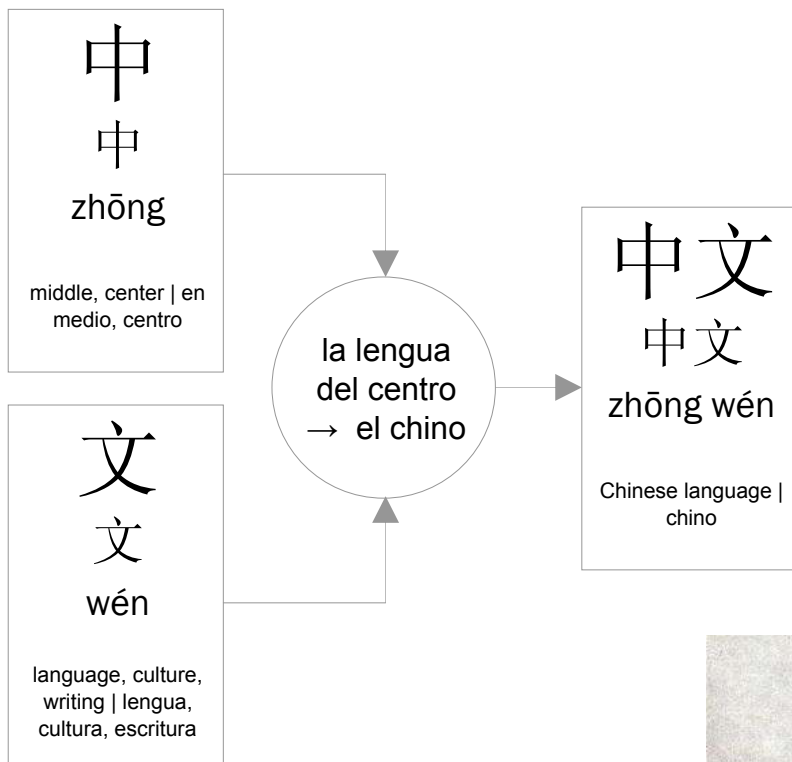 中
中
zhōng
middle, center | en
medio, centro
文
文
wén
language, culture,
writing | lengua,
cultura, escritura
la lengua
del centro
→ el chino
中文
中文
zhōng wén
Chinese language |
chino